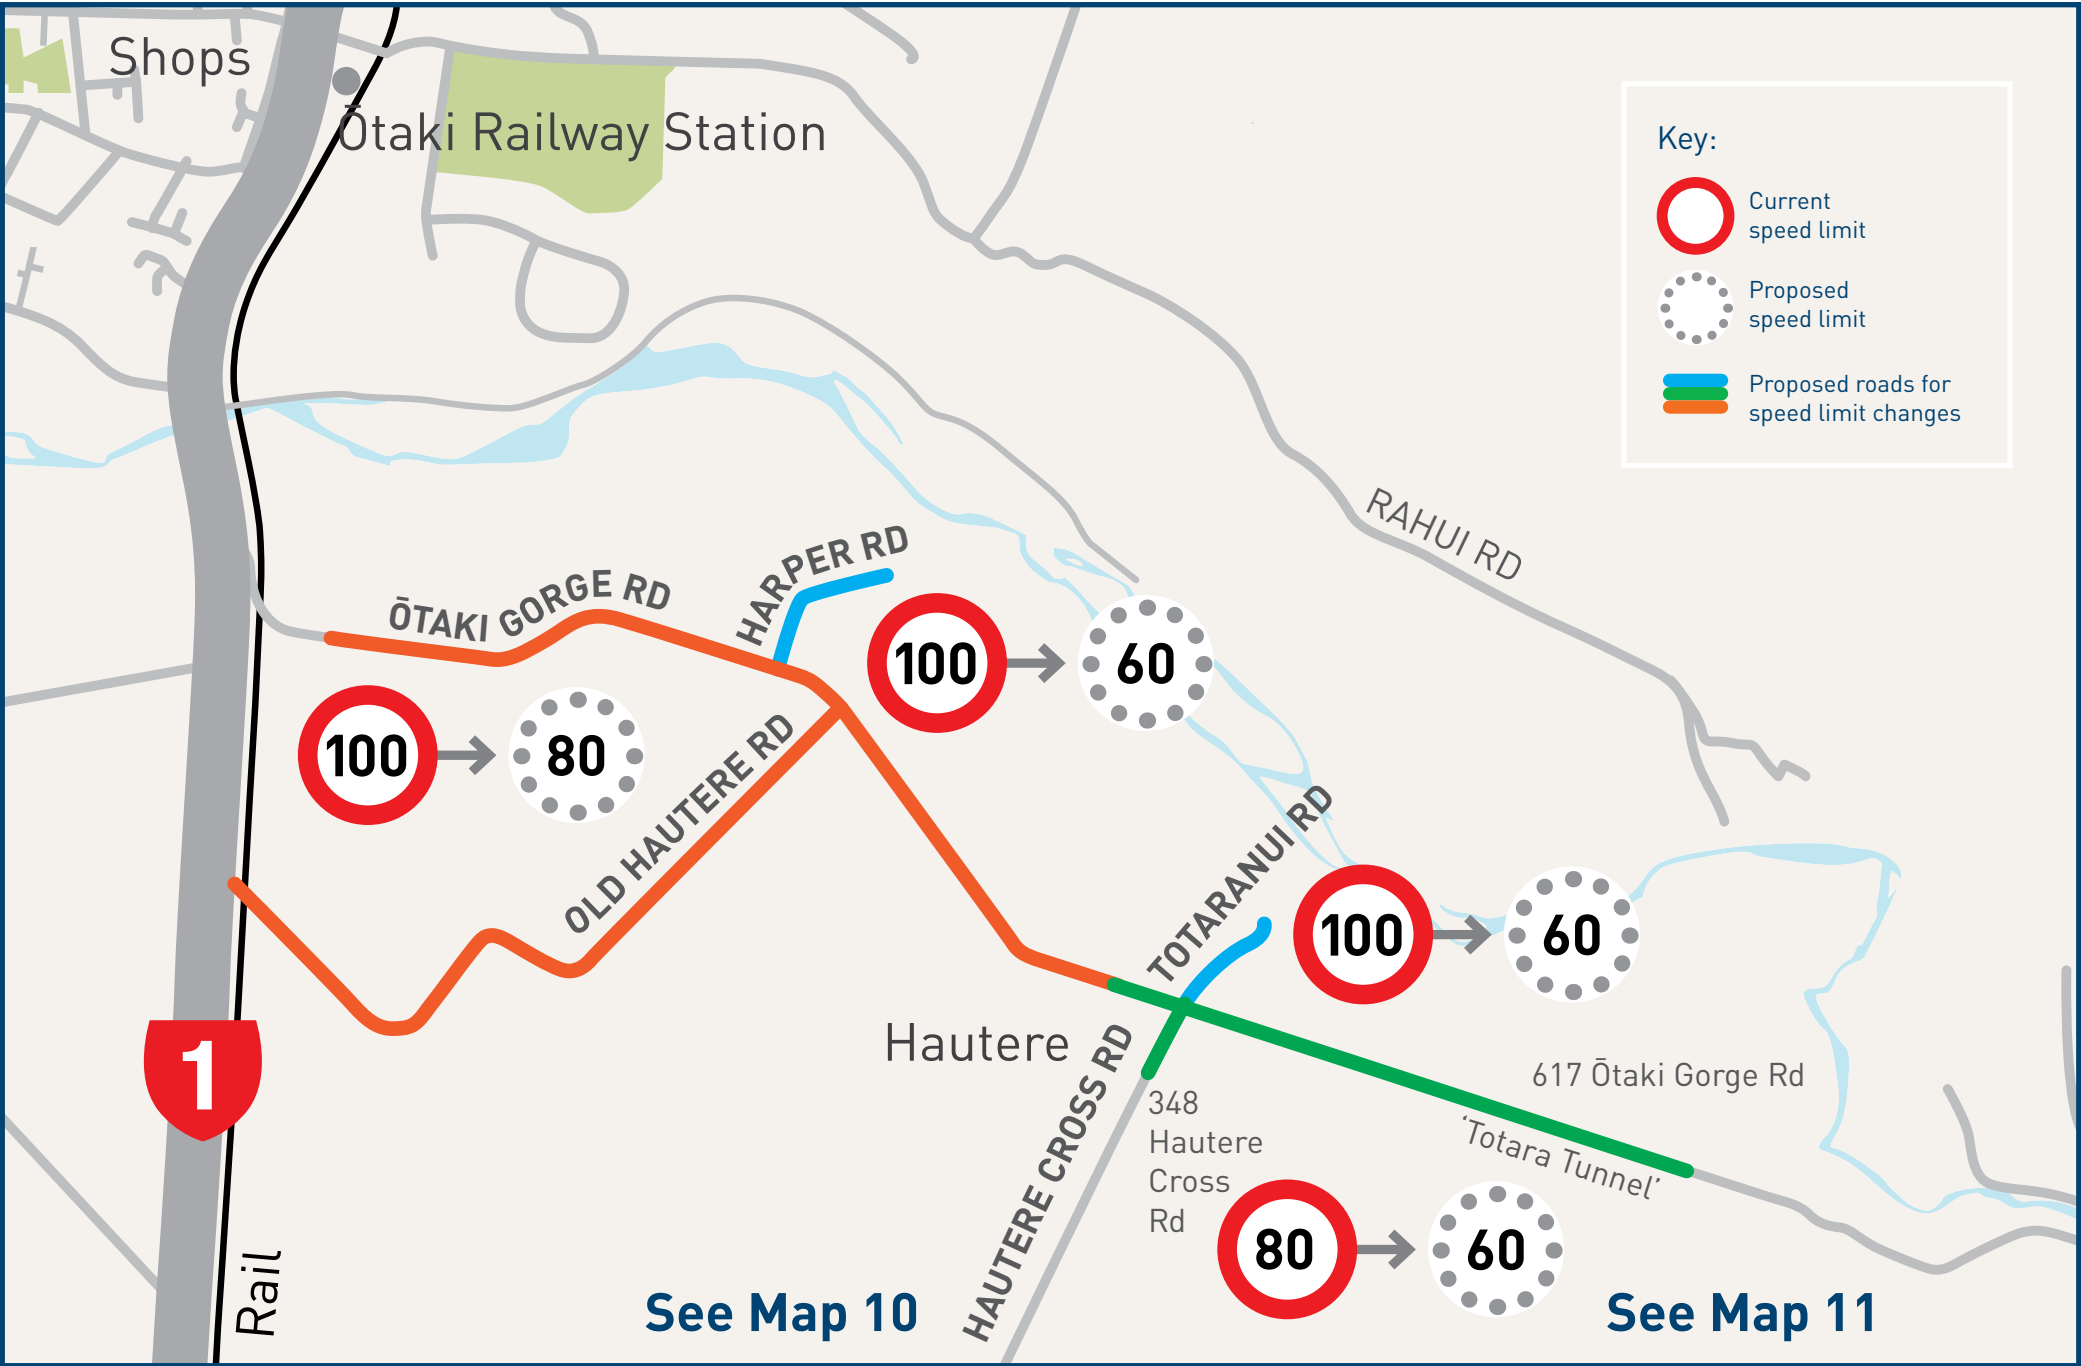 Shops
Ōtaki Railway Station
Key:
Current
speed limit
Proposed
speed limit
Proposed roads for
speed limit changes
RAHUI RD
HARPER RD
ŌTAKI GORGE RD
100
60
100
80
OLD HAUTERE RD
TOTARANUI RD
100
60
Hautere
1
HAUTERE CROSS RD
617 Ōtaki Gorge Rd
348
Hautere
Cross
Rd
‘Totara Tunnel’
80
60
Rail
See Map 10
See Map 11